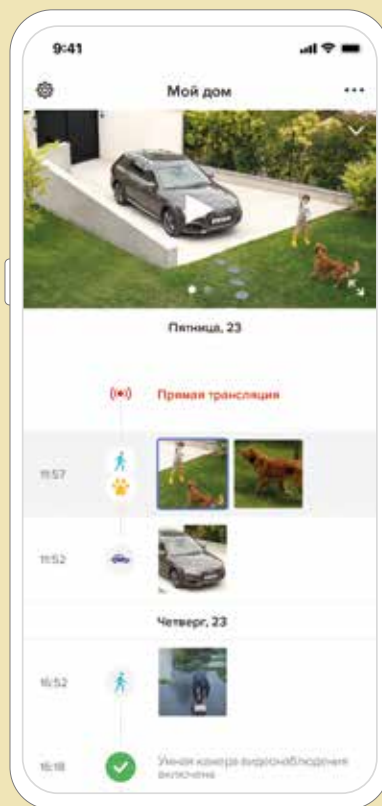 9:41
Мой дом
Пятница, 23
Прямая трансляция
11:57
11:52
Четверг, 23
16:52
16:18
Умная камера видеонаблюдения
включена